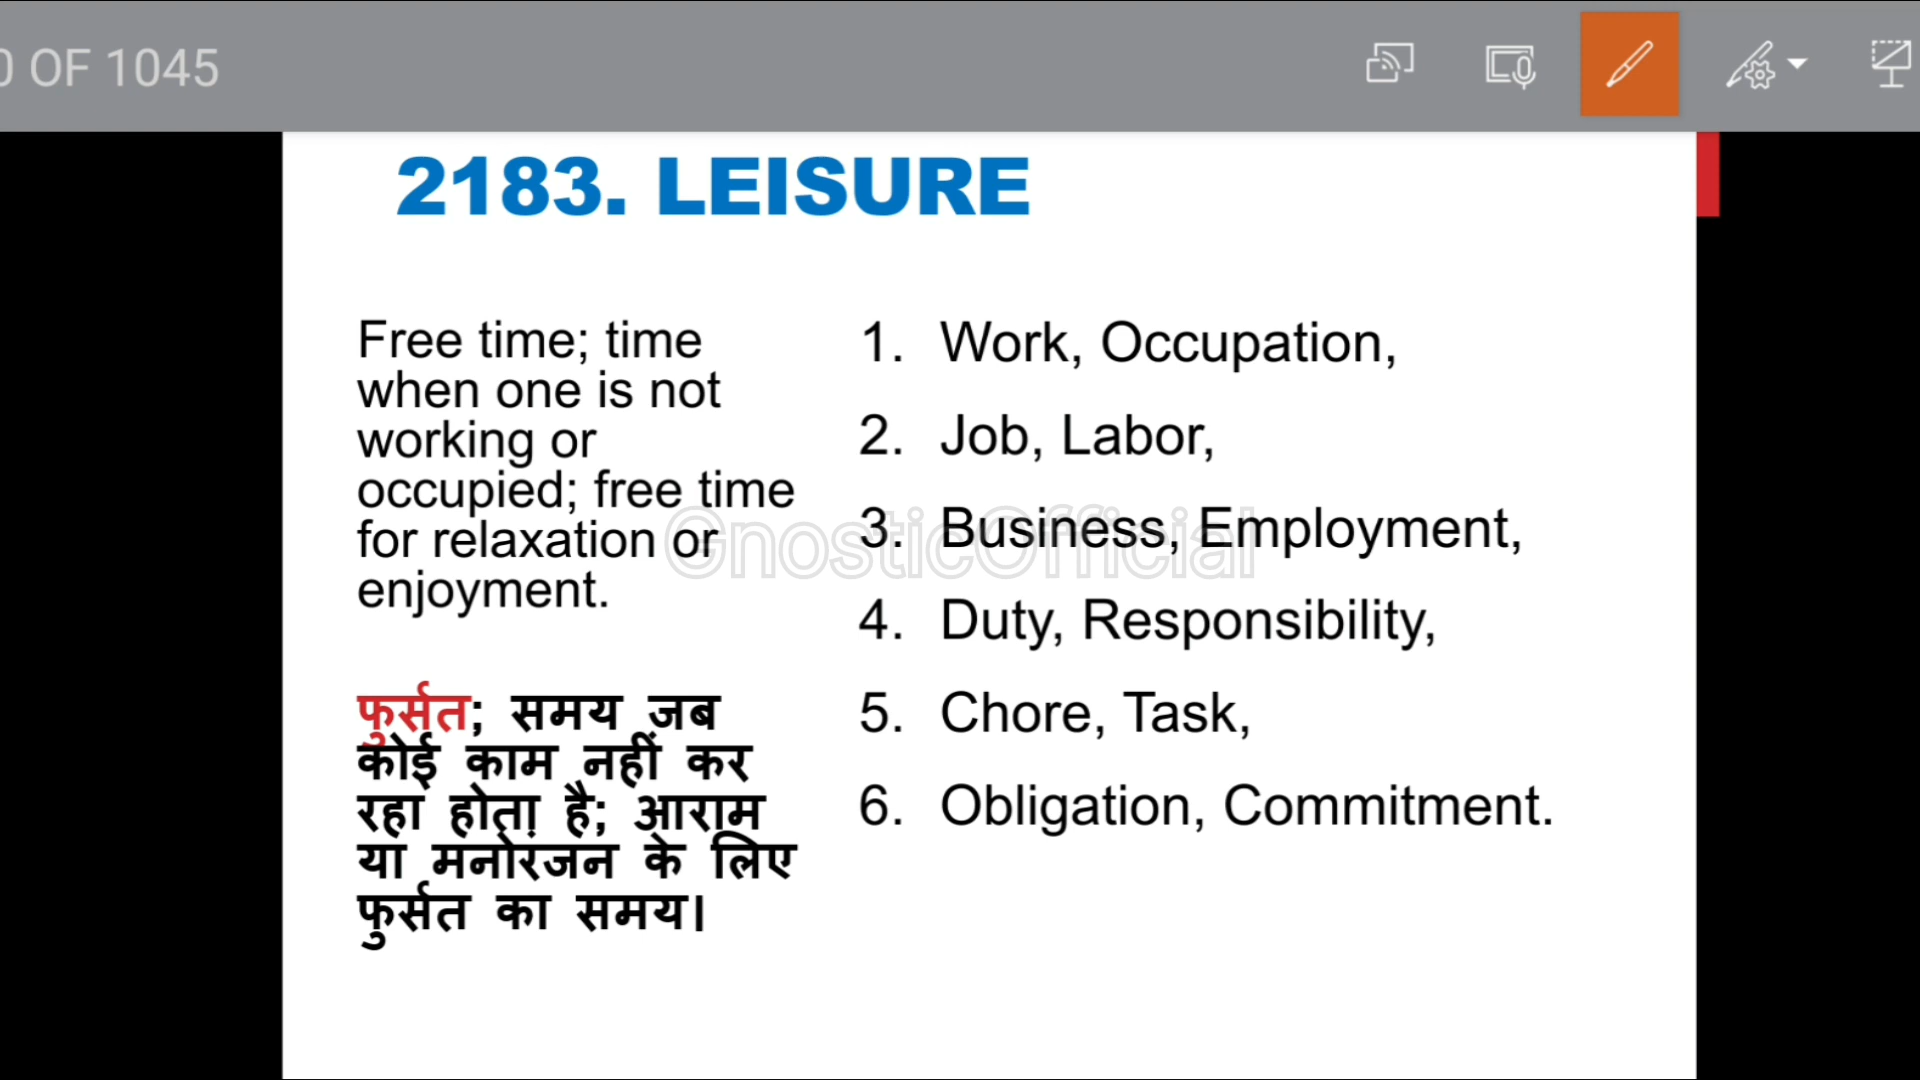 OF 1045
2183. LEISURE
Free time; time
when one is not
working or
occupied; free time
for relaxation or
enjoyment.
फुर्सत; समय जब
कोई काम नहीं कर
रहा होता है; आराम
या मनोरंजन के लिए
फुर्सत का समय।
1. Work, Occupation,
2. Job, Labor,
3. Business, Employment,
4. Duty, Responsibility,
5. Chore, Task,
6. Obligation, Commitment.
GnosticOfficial